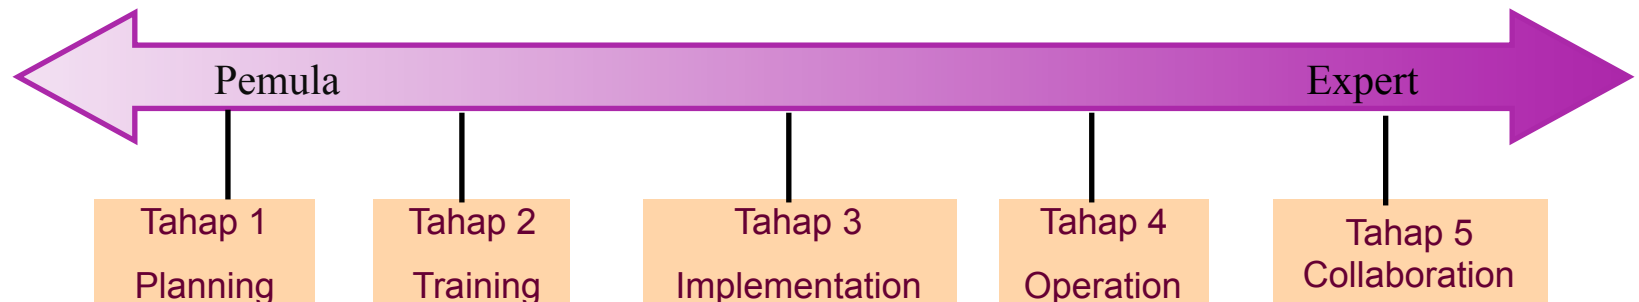 Pemula
Expert
Tahap 1
Planning
Tahap 2
Training
Tahap 3
Implementation
Tahap 4
Operation
Tahap 5
Collaboration